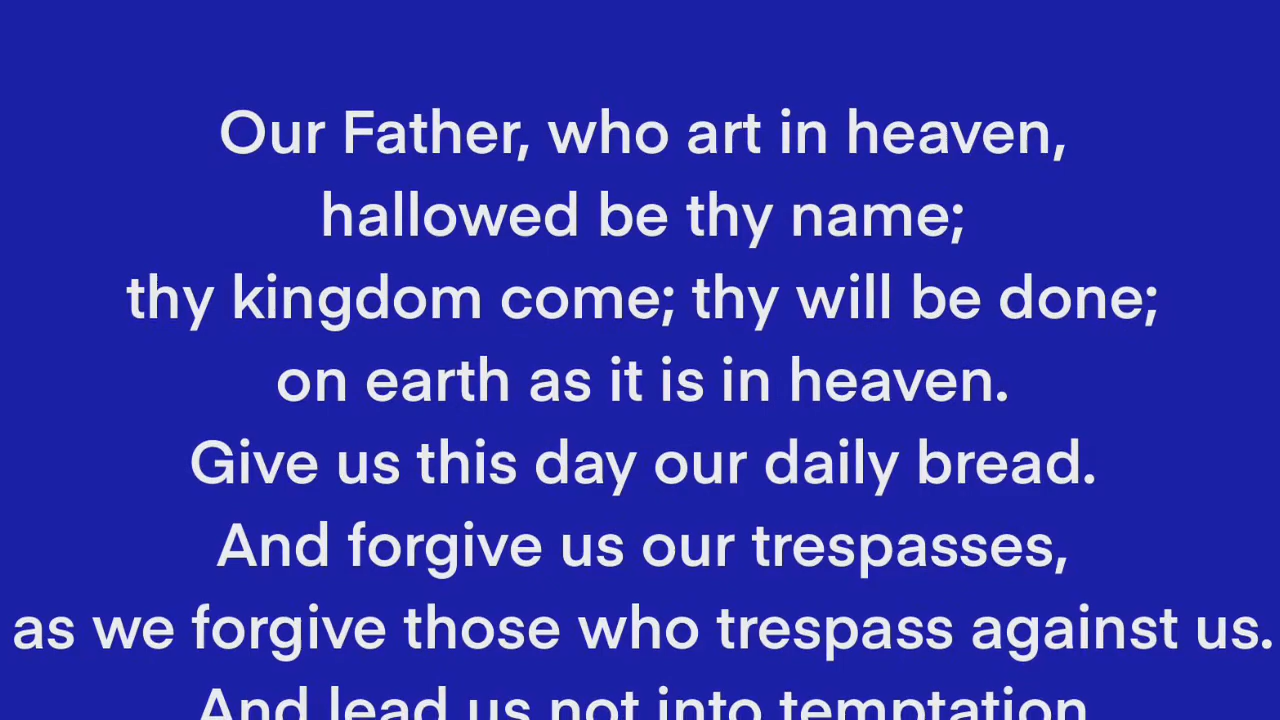 Our Father, who art in heaven,
hallowed be thy name;
thy kingdom come; thy will be done;
on earth as it is in heaven.
Give us this day our daily bread.
And forgive us our trespasses,
as we forgive those who trespass against us.
And lead us not into temptation